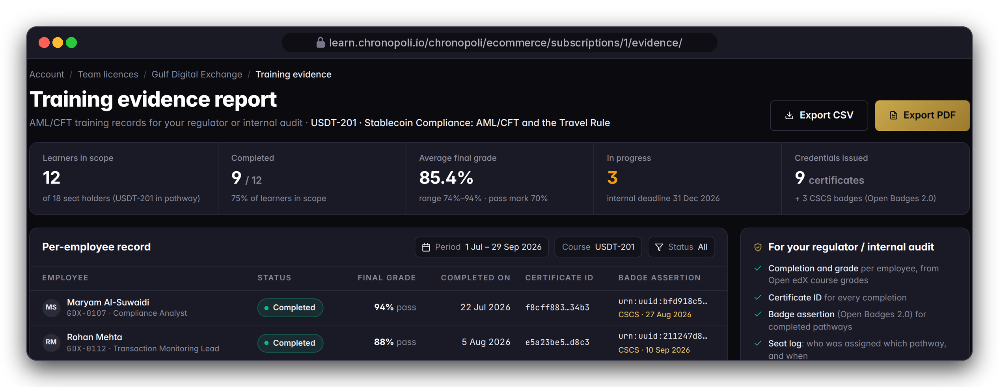 learn.chronopoli.io/chronopoli/ecommerce/subscriptions/1/evidence/
Account / Team licences / Gulf Digital Exchange / Training evidence
Training evidence report
AML/CFT training records for your regulator or internal audit · USDT-201 · Stablecoin Compliance: AML/CFT and the Travel Rule
Export CSV
Export PDF
Learners in scope
12
of 18 seat holders (USDT-201 in pathway)
Completed
9 / 12
75% of learners in scope
Average final grade
85.4%
range 74%–94% · pass mark 70%
In progress
3
internal deadline 31 Dec 2026
Credentials issued
9 certificates
+ 3 CSCS badges (Open Badges 2.0)
Per-employee record
Period 1 Jul – 29 Sep 2026
Course USDT-201
Status All
EMPLOYEE STATUS FINAL GRADE COMPLETED ON CERTIFICATE ID BADGE ASSERTION
MS
Maryam Al-Suwaidi
GDX-0107 · Compliance Analyst
Completed
94% pass
22 Jul 2026
f8cff883…34b3
urn:uuid:bfd918c5…
CSCS · 27 Aug 2026
RM
Rohan Mehta
GDX-0112 · Transaction Monitoring Lead
Completed
88% pass
5 Aug 2026
e5a23be5…d8c3
urn:uuid:211247d8…
CSCS · 10 Sep 2026
For your regulator / internal audit
Completion and grade per employee, from
Open edX course grades
Certificate ID for every completion
Badge assertion (Open Badges 2.0) for
completed pathways
Seat log: who was assigned which pathway,
and when